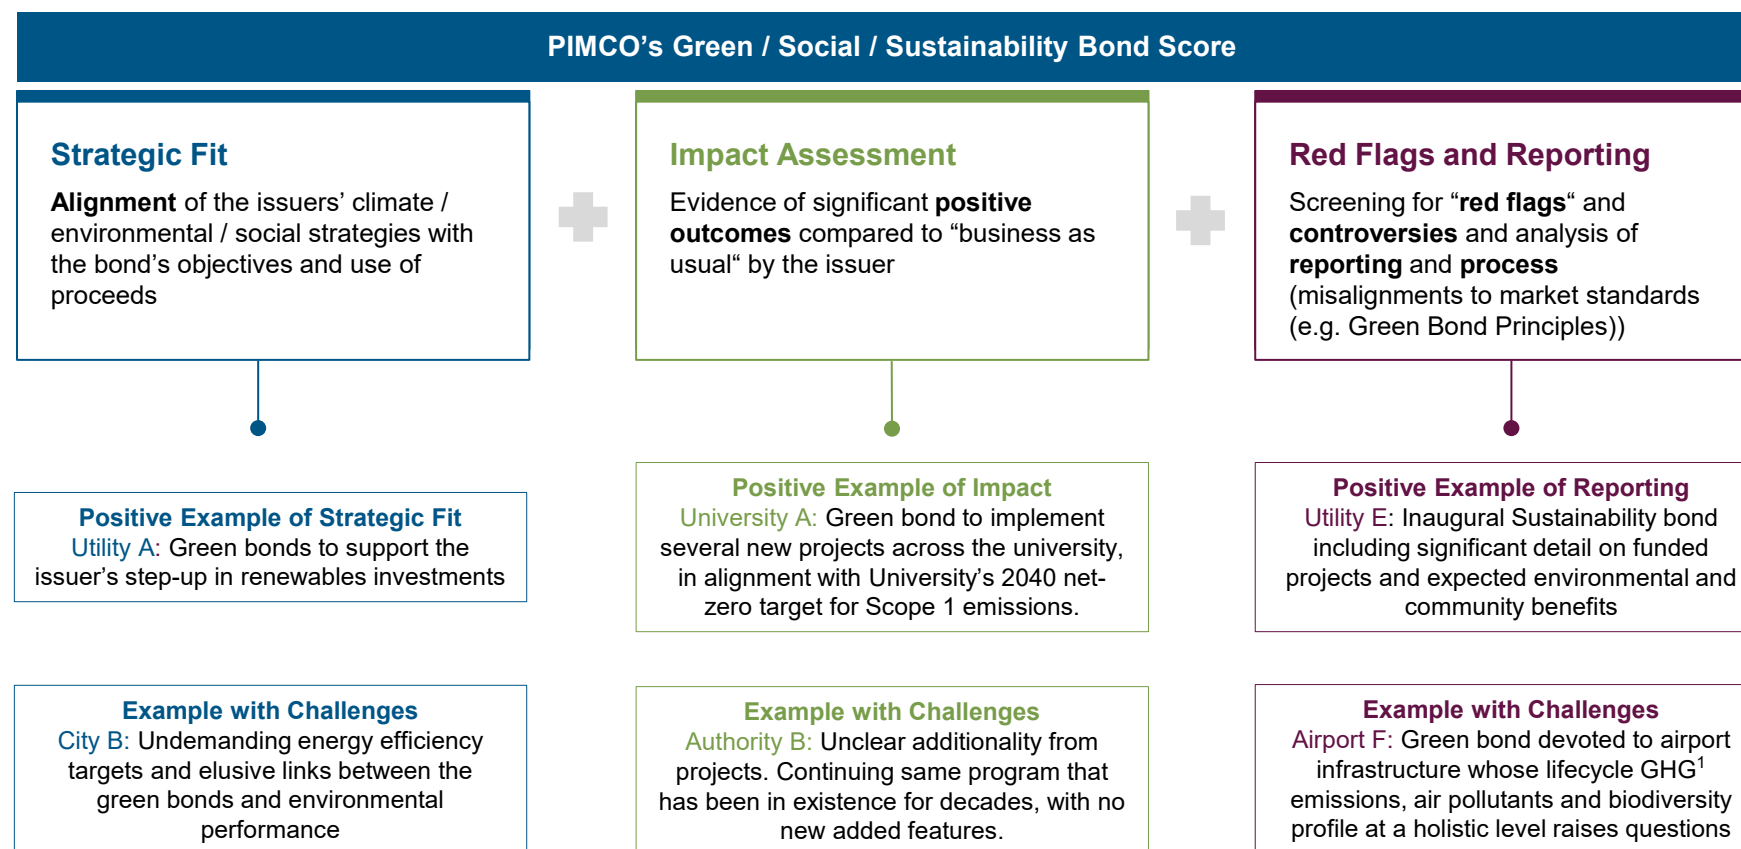 PIMCO’s Green / Social / Sustainability Bond Score
Strategic Fit
Alignment of the issuers’ climate /
environmental / social strategies with
the bond’s objectives and use of
proceeds
Impact Assessment
Evidence of significant positive
outcomes compared to “business as
usual“ by the issuer
Red Flags and Reporting
Screening for “red flags“ and
controversies and analysis of
reporting and process
(misalignments to market standards
(e.g. Green Bond Principles))
Positive Example of Strategic Fit
Utility A: Green bonds to support the
issuer’s step-up in renewables investments
Positive Example of Impact
University A: Green bond to implement
several new projects across the university,
in alignment with University’s 2040 net-
zero target for Scope 1 emissions.
Positive Example of Reporting
Utility E: Inaugural Sustainability bond
including significant detail on funded
projects and expected environmental and
community benefits
Example with Challenges
City B: Undemanding energy efficiency
targets and elusive links between the
green bonds and environmental
performance
Example with Challenges
Authority B: Unclear additionality from
projects. Continuing same program that
has been in existence for decades, with no
new added features.
Example with Challenges
Airport F: Green bond devoted to airport
infrastructure whose lifecycle GHG¹
emissions, air pollutants and biodiversity
profile at a holistic level raises questions